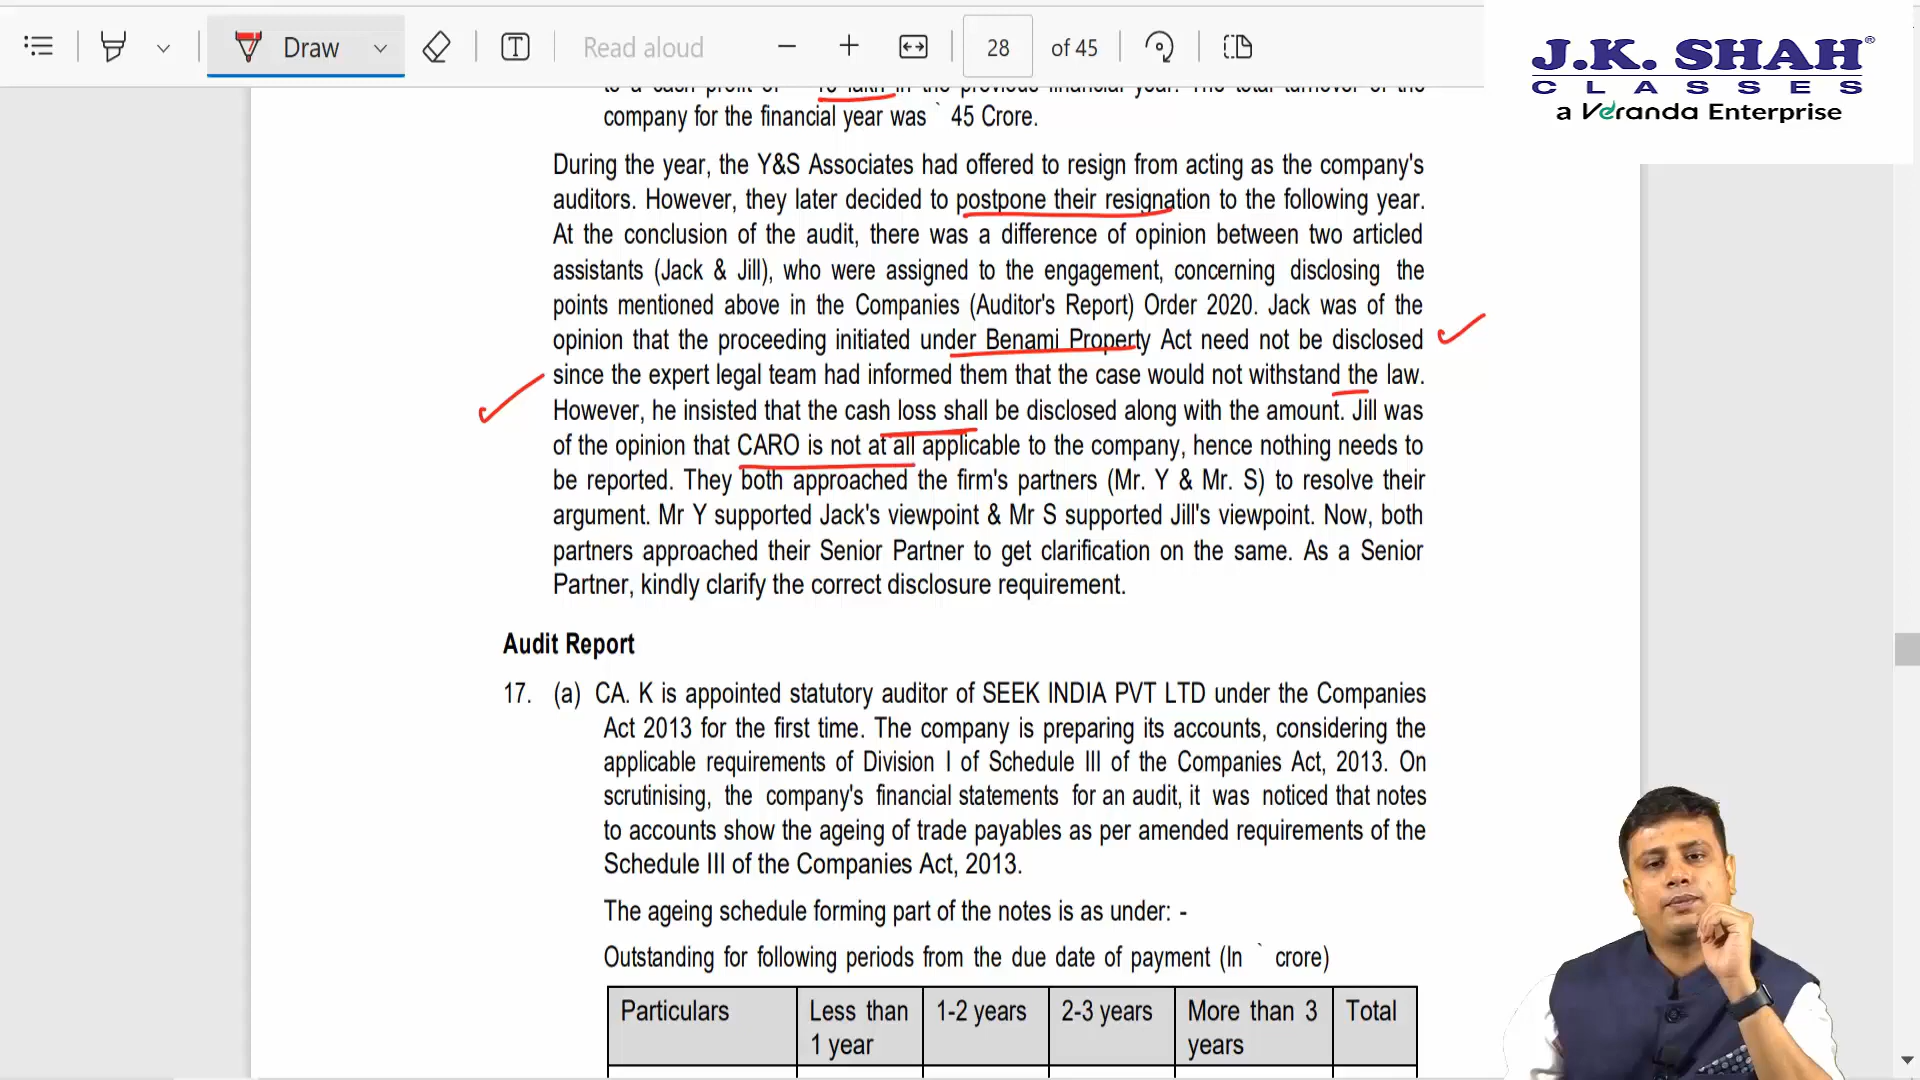 Draw
Read aloud
28
of 45
J.K. SHAH®
CLASSES
a Veranda Enterprise
to a cash profit of ` 15 lakh in the previous financial year. The total turnover of the
company for the financial year was ` 45 Crore.
During the year, the Y&S Associates had offered to resign from acting as the company's
auditors. However, they later decided to postpone their resignation to the following year.
At the conclusion of the audit, there was a difference of opinion between two articled
assistants (Jack & Jill), who were assigned to the engagement, concerning disclosing the
points mentioned above in the Companies (Auditor's Report) Order 2020. Jack was of the
opinion that the proceeding initiated under Benami Property Act need not be disclosed
since the expert legal team had informed them that the case would not withstand the law.
However, he insisted that the cash loss shall be disclosed along with the amount. Jill was
of the opinion that CARO is not at all applicable to the company, hence nothing needs to
be reported. They both approached the firm's partners (Mr. Y & Mr. S) to resolve their
argument. Mr Y supported Jack's viewpoint & Mr S supported Jill's viewpoint. Now, both
partners approached their Senior Partner to get clarification on the same. As a Senior
Partner, kindly clarify the correct disclosure requirement.
Audit Report
17. (a) CA. K is appointed statutory auditor of SEEK INDIA PVT LTD under the Companies
Act 2013 for the first time. The company is preparing its accounts, considering the
applicable requirements of Division I of Schedule III of the Companies Act, 2013. On
scrutinising, the company's financial statements for an audit, it was noticed that notes
to accounts show the ageing of trade payables as per amended requirements of the
Schedule III of the Companies Act, 2013.
The ageing schedule forming part of the notes is as under: -
Outstanding for following periods from the due date of payment (In ` crore)
Particulars
Less than
1 year
1-2 years
2-3 years
More than 3
years
Total